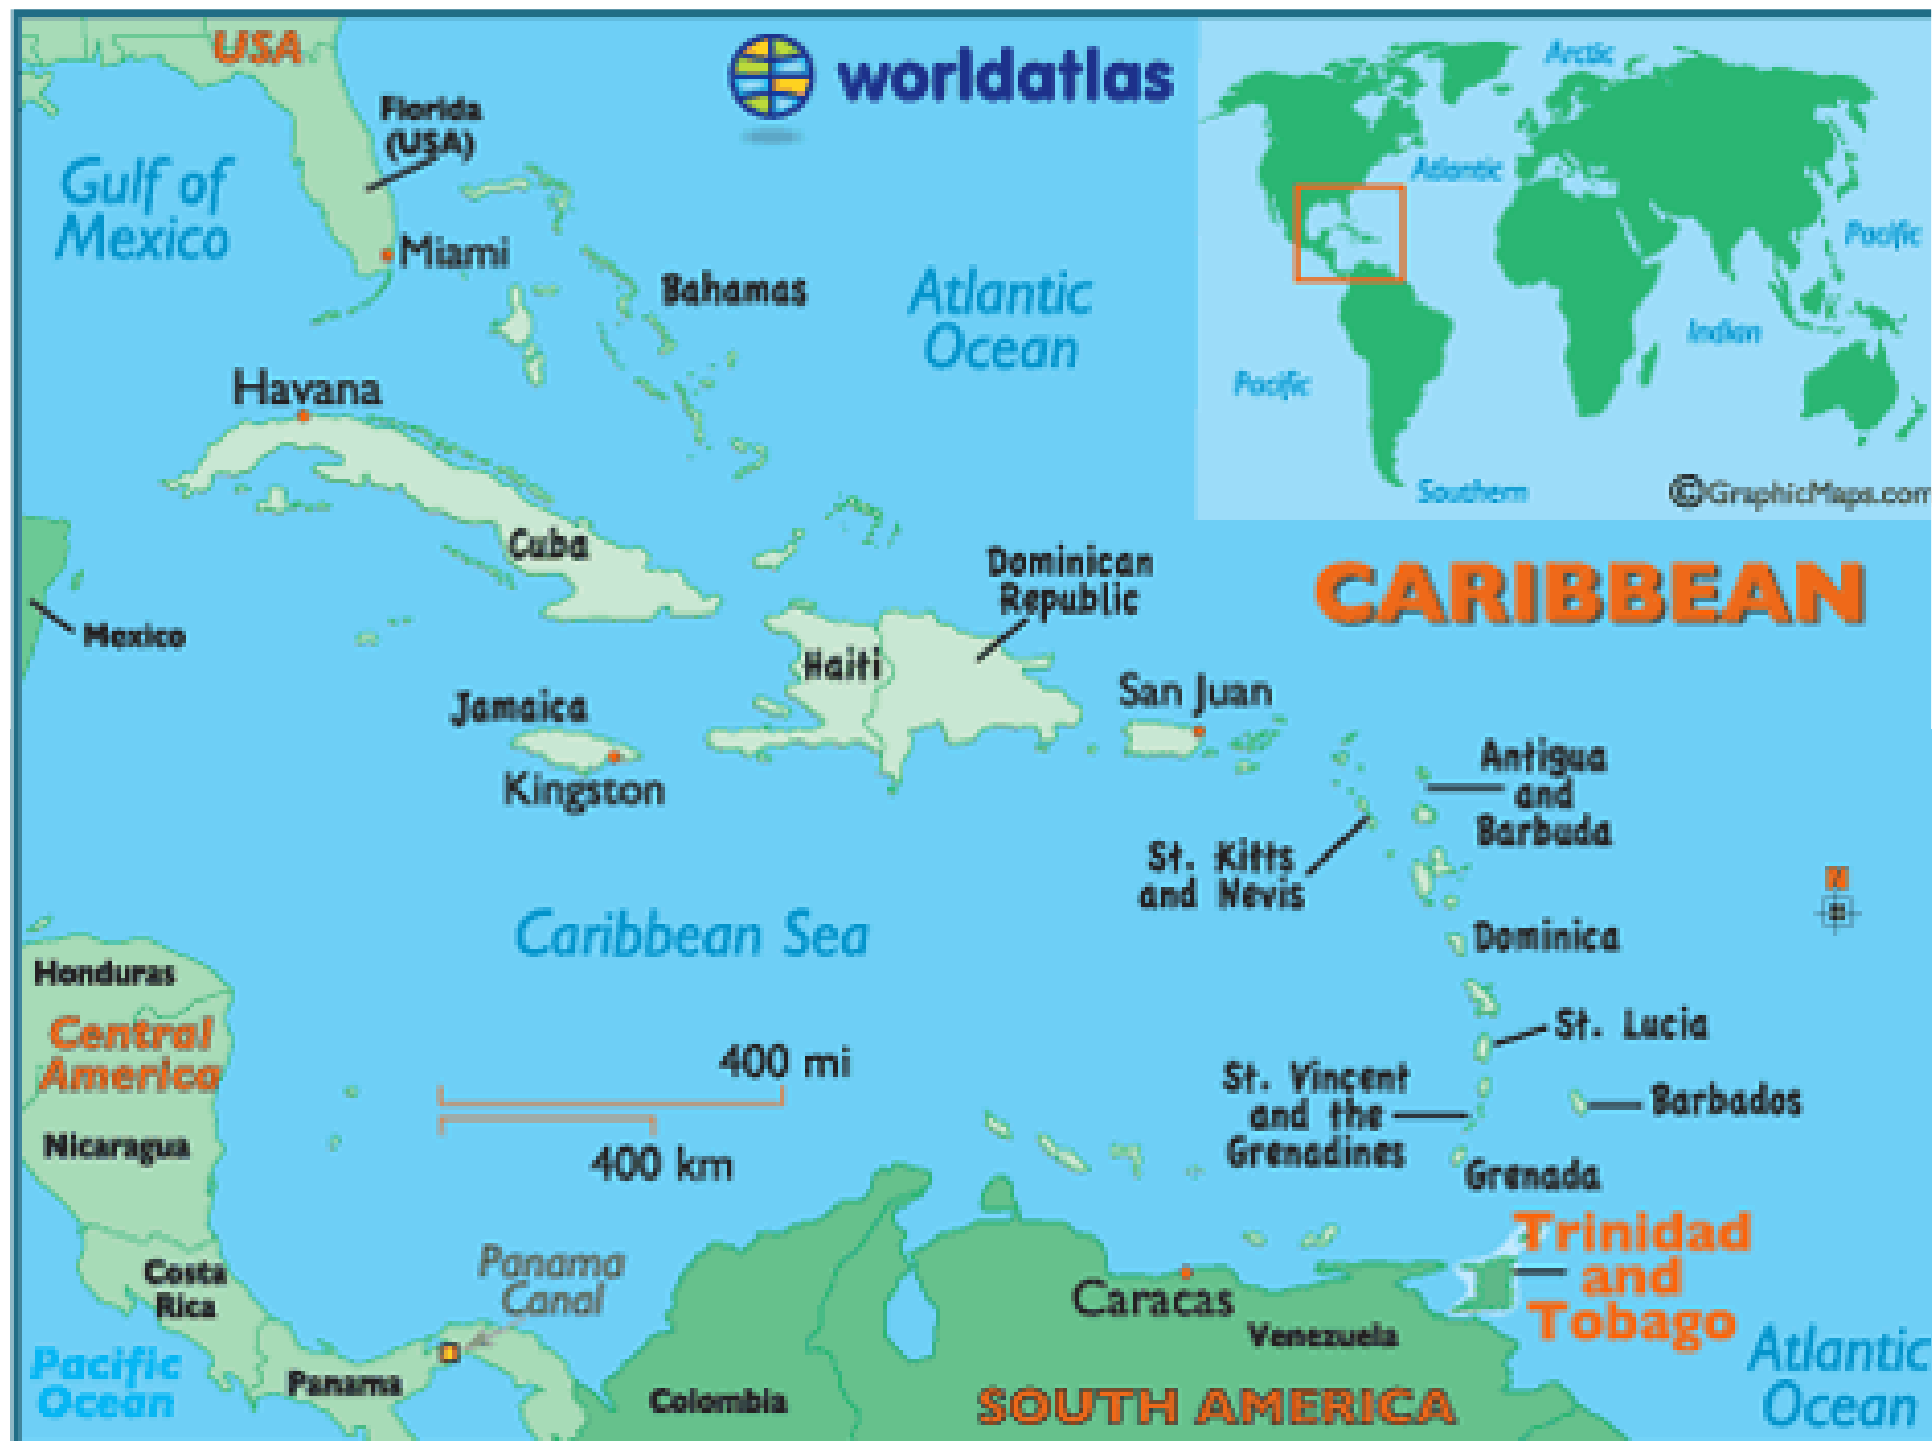 USA
worldatlas
Arctic
Florida
(USA)
Gulf of
Mexico
Atlantic
Miami
Pacific
Bahamas
Atlantic
Ocean
Indian
Havana
Pacific
Southern
©GraphicMaps.com
Cuba
Dominican
Republic
CARIBBEAN
Mexico
Haiti
San Juan
Jamaica
Kingston
Antigua
and
Barbuda
St. Kitts
and Nevis
N
Caribbean Sea
Dominica
Honduras
Central
America
St. Lucia
400 mi
St. Vincent
and the
Grenadines
Barbados
Nicaragua
400 km
Grenada
Trinidad
and
Tobago
Panama
Canal
Costa
Rica
Caracas
Venezuela
Pacific
Ocean
Panama
Colombia
SOUTH AMERICA
Atlantic
Ocean